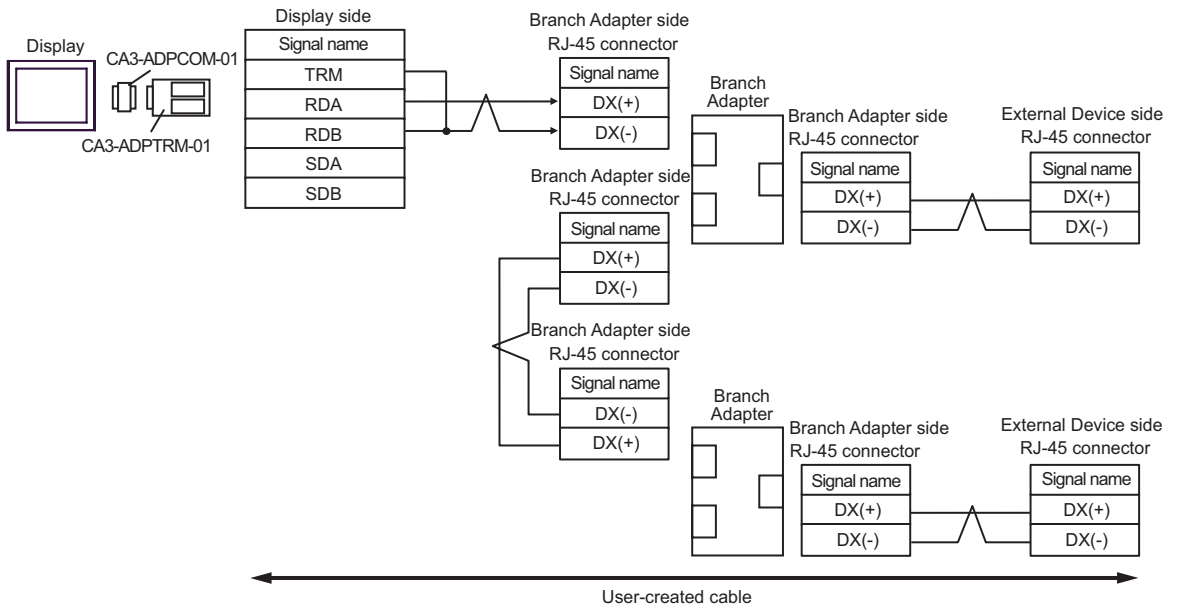 Display
CA3-ADPCOM-01
CA3-ADPTRM-01
Display side
Signal name
TRM
RDA
RDB
SDA
SDB
Branch Adapter side
RJ-45 connector
Signal name
DX(+)
DX(-)
Branch
Adapter
Branch Adapter side
RJ-45 connector
Signal name
DX(+)
DX(-)
External Device side
RJ-45 connector
Signal name
DX(+)
DX(-)
Branch Adapter side
RJ-45 connector
Signal name
DX(+)
DX(-)
Branch Adapter side
RJ-45 connector
Signal name
DX(-)
DX(+)
Branch
Adapter
Branch Adapter side
RJ-45 connector
Signal name
DX(+)
DX(-)
External Device side
RJ-45 connector
Signal name
DX(+)
DX(-)
User-created cable